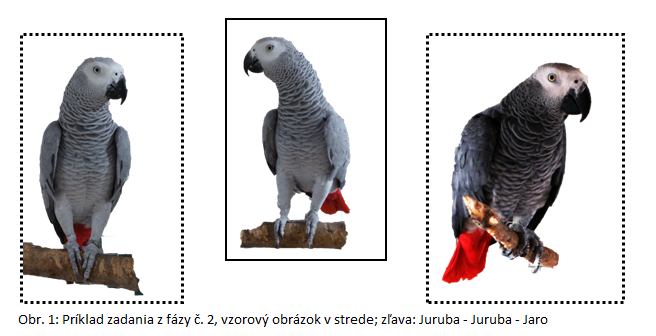 Obr. 1: Príklad zadania z fázy č. 2, vzorový obrázok v strede; zľava: Juruba - Juruba - Jaro